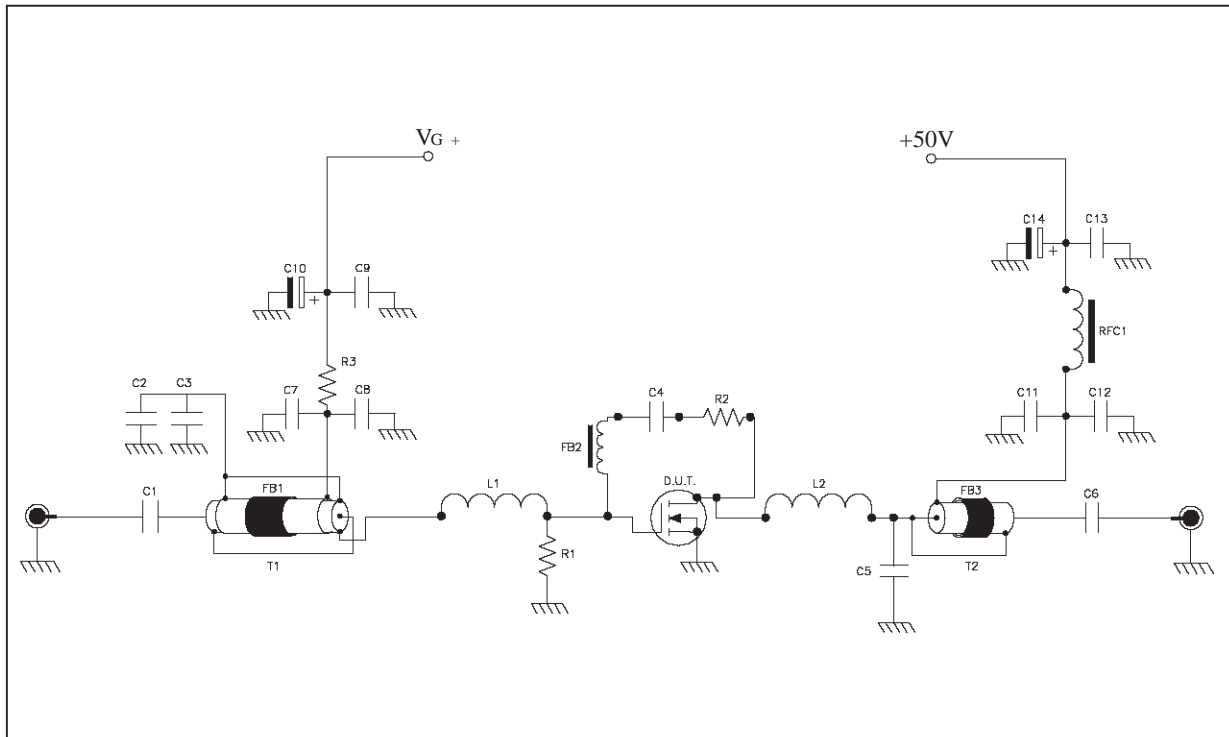 VG +
+50V
C14
C13
C10
C9
RFC1
R3
C2
C3
C7
C8
C4
R2
C11
C12
FB2
D.U.T.
C1
FB1
L1
L2
FB3
C6
R1
C5
T1
T2
+
+